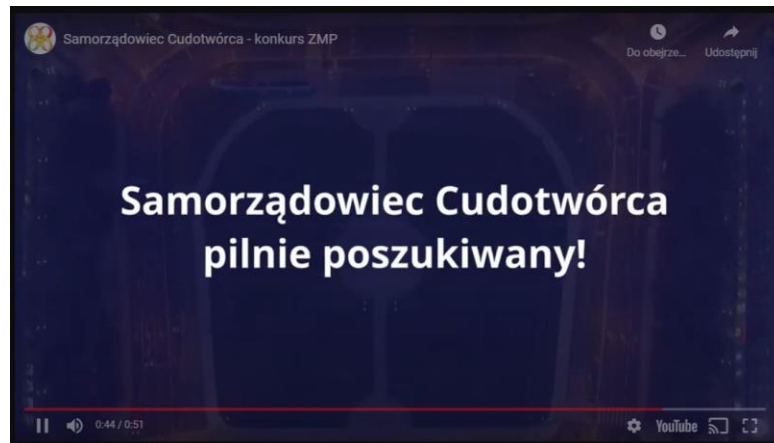 Samorządowiec Cudotwórca - konkurs ZMP
Do obejrze...
Udostępnij
Samorządowiec Cudotwórca
pilnie poszukiwany!
0:44 / 0:51
YouTube